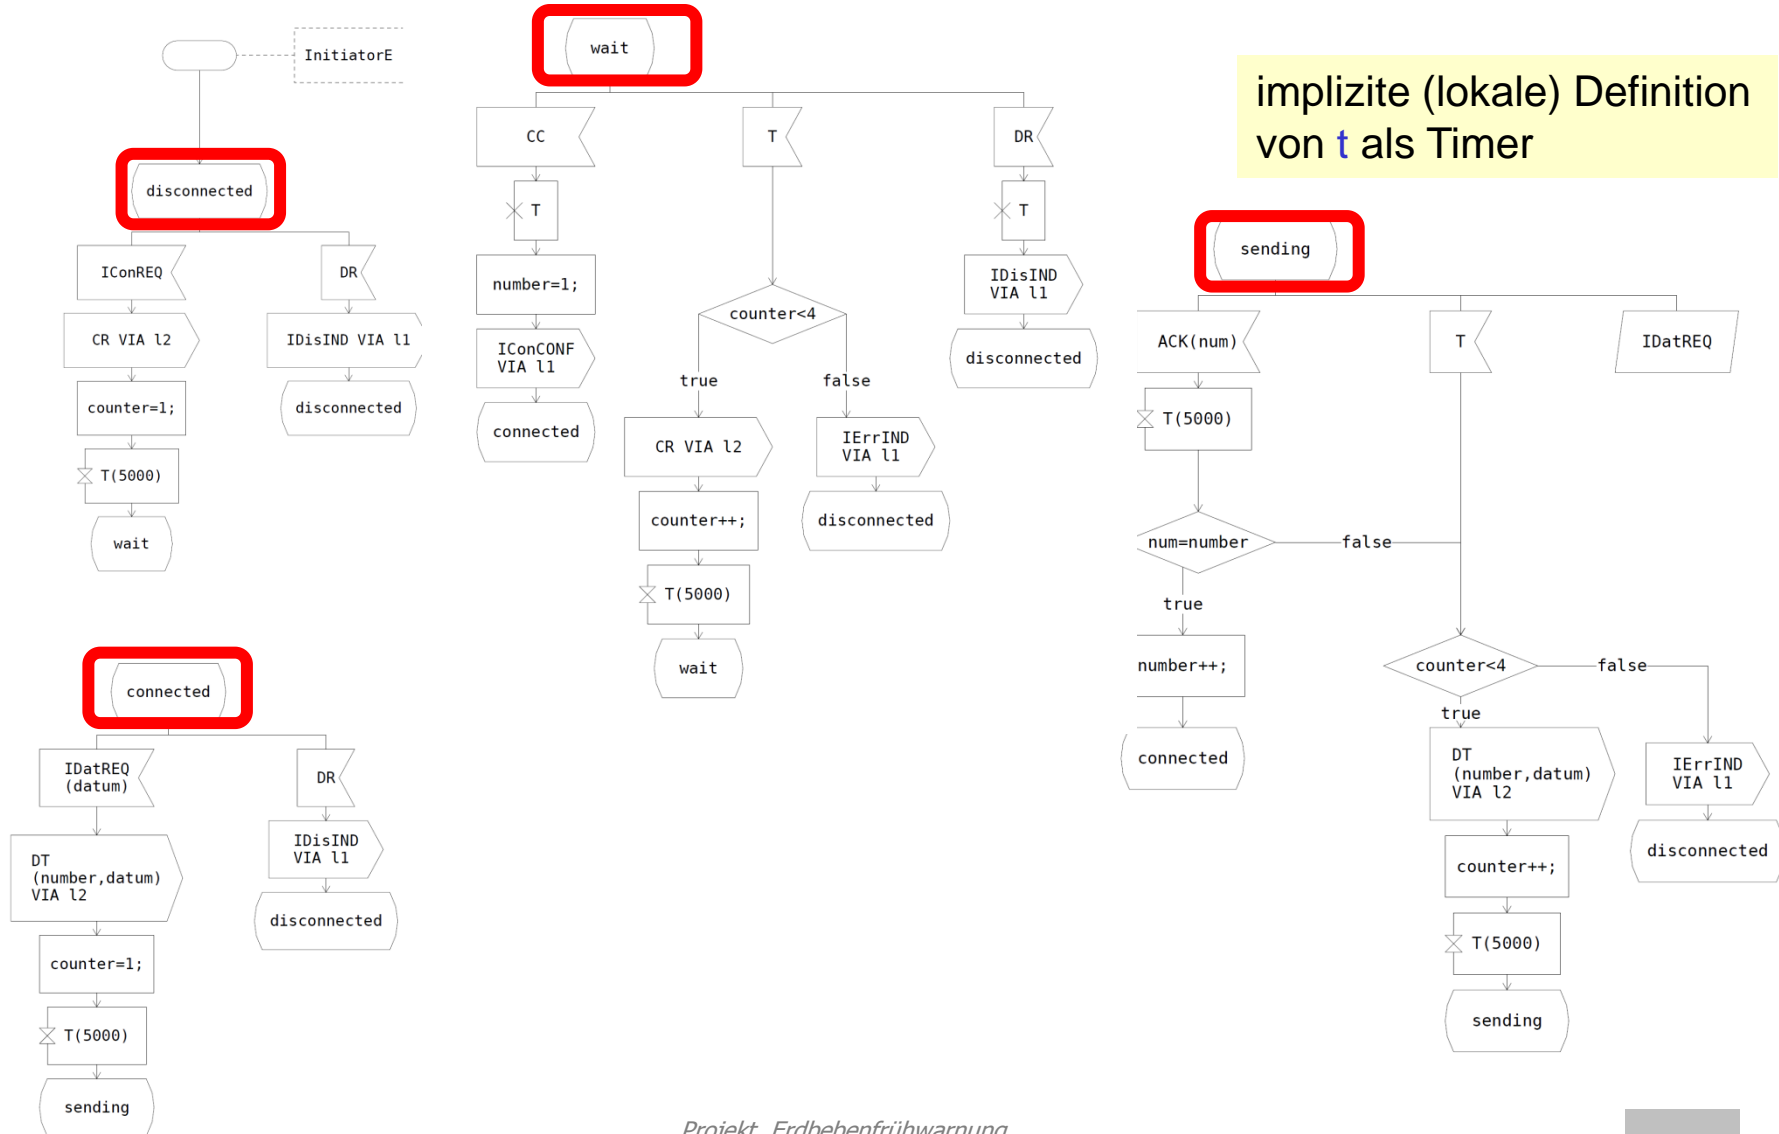 InitiatorE
disconnected
IConREQ
CR VIA l2
counter=1;
T(5000)
wait
DR
IDisIND VIA l1
disconnected
wait
CC
T
number=1;
IConCONF
VIA l1
connected
T
counter<4
true
false
CR VIA l2
counter++;
T(5000)
wait
IErrIND
VIA l1
disconnected
DR
T
IDisIND
VIA l1
disconnected
implizite (lokale) Definition
von t als Timer
connected
IDatREQ
(datum)
DT
(number,datum)
VIA l2
counter=1;
T(5000)
sending
DR
IDisIND
VIA l1
disconnected
sending
ACK(num)
T(5000)
num=number
false
true
number++;
connected
T
IDatREQ
counter<4
false
true
DT
(number,datum)
VIA l2
counter++;
T(5000)
sending
IErrIND
VIA l1
disconnected
Projekt Erdbebenfrühwarnung